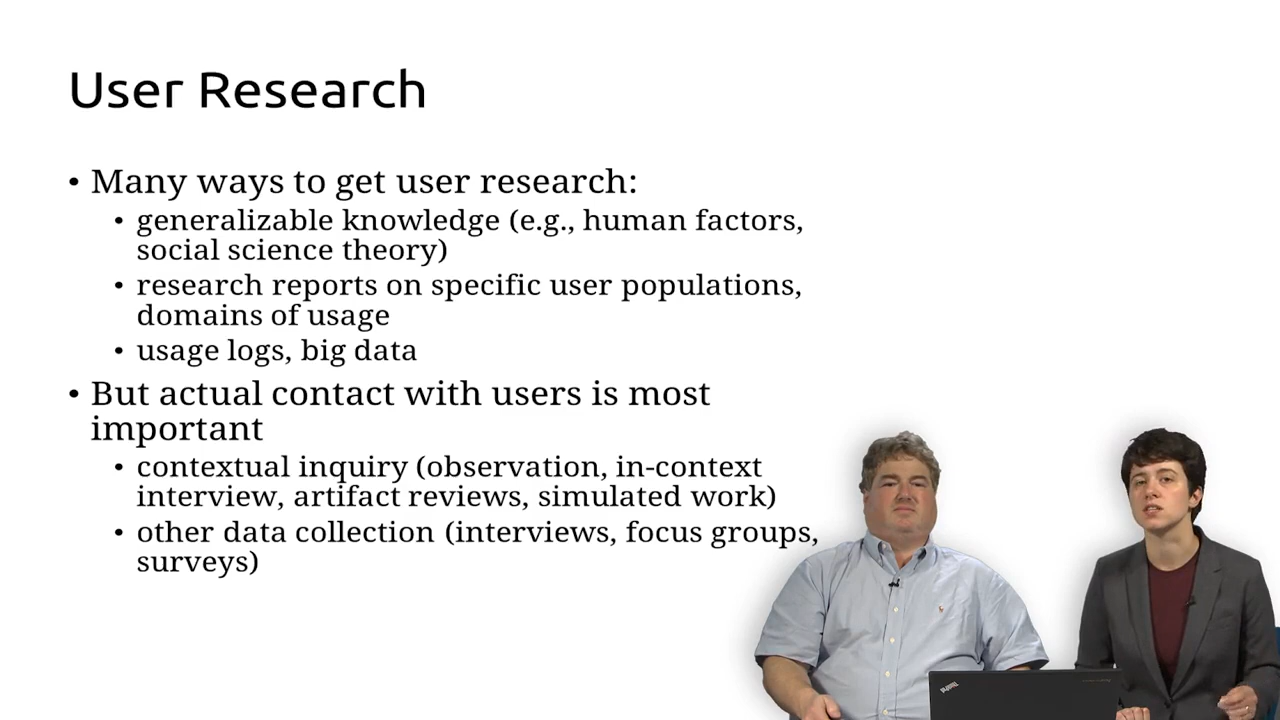 User Research
• Many ways to get user research:
• generalizable knowledge (e.g., human factors,
social science theory)
• research reports on specific user populations,
domains of usage
• usage logs, big data
• But actual contact with users is most
important
• contextual inquiry (observation, in-context
interview, artifact reviews, simulated work)
• other data collection (interviews, focus groups,
surveys)